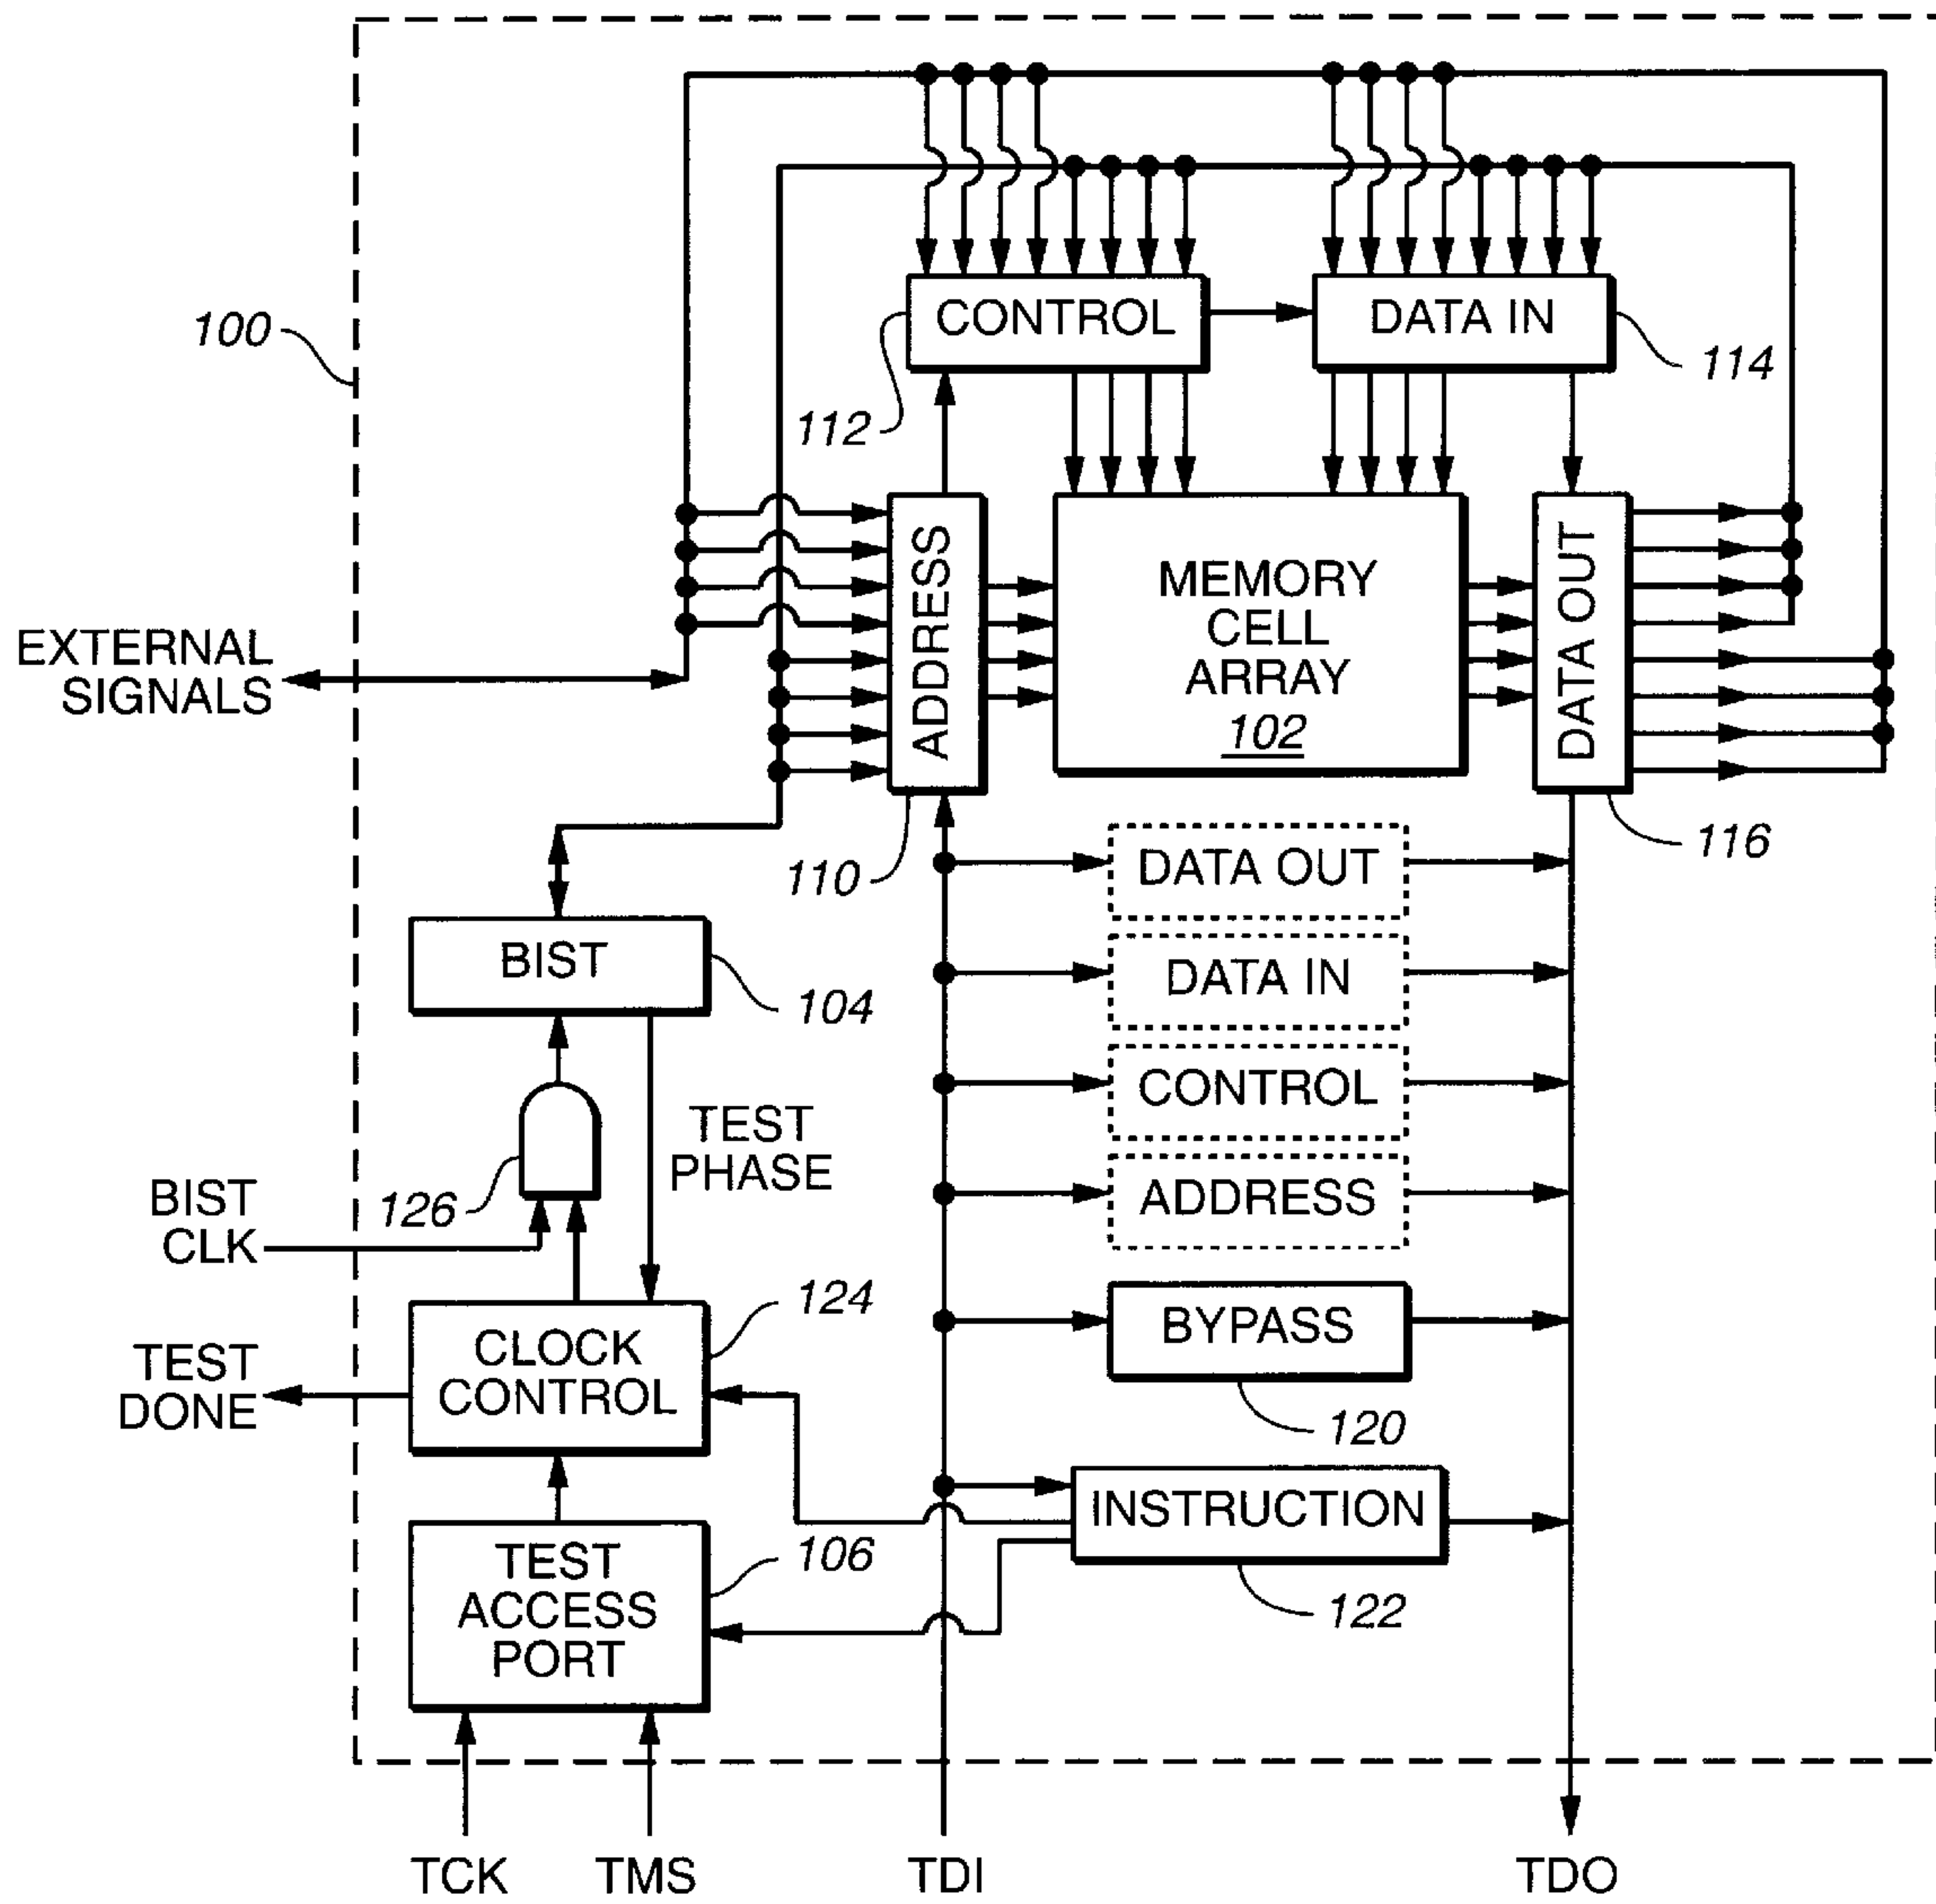 100
CONTROL
DATA IN
112
114
EXTERNAL
SIGNALS
ADDRESS
MEMORY
CELL
ARRAY
102
DATA OUT
110
116
DATA OUT
BIST
104
DATA IN
CONTROL
TEST
PHASE
126
BIST
CLK
ADDRESS
124
BYPASS
120
TEST
DONE
CLOCK
CONTROL
INSTRUCTION
122
TEST
ACCESS
PORT
106
TCK
TMS
TDI
TDO